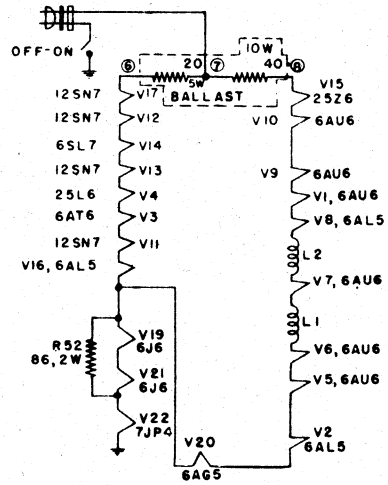 OFF-ON
⑥ 20 ⑦ 10W 40 ⑧
5W
BALLAST
12SN7 V17
12SN7 V12
6SL7 V14
12SN7 V13
25L6 V4
6AT6 V3
12SN7 V11
V16, 6AL5
R52
86, 2W
V19
6J6
V21
6J6
V22
7JP4
V20
6AG5
V15
25Z6
V10 6AU6
V9 6AU6
V1, 6AU6
V8, 6AL5
L2
V7, 6AU6
L1
V6, 6AU6
V5, 6AU6
V2
6AL5